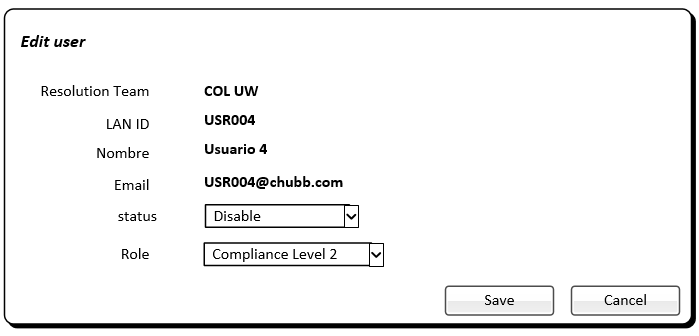 Edit user
Resolution Team COL UW
LAN ID USR004
Nombre Usuario 4
Email USR004@chubb.com
status Disable
Role Compliance Level 2
Save Cancel